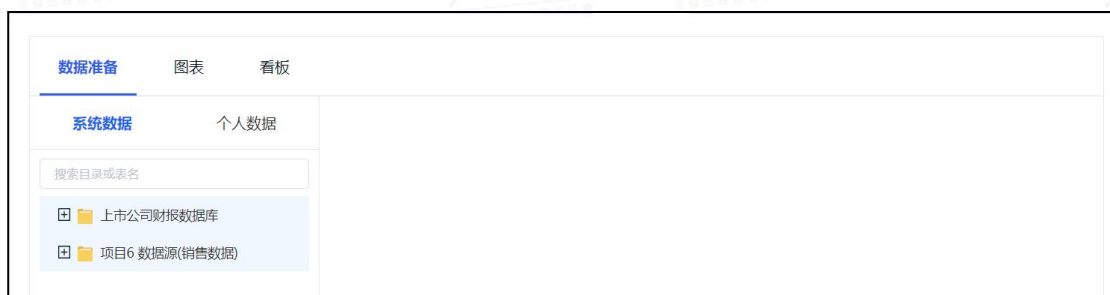 数据准备 图表 看板
系统数据 个人数据
搜索目录或表名
上市公司财报数据库
项目6 数据源(销售数据)